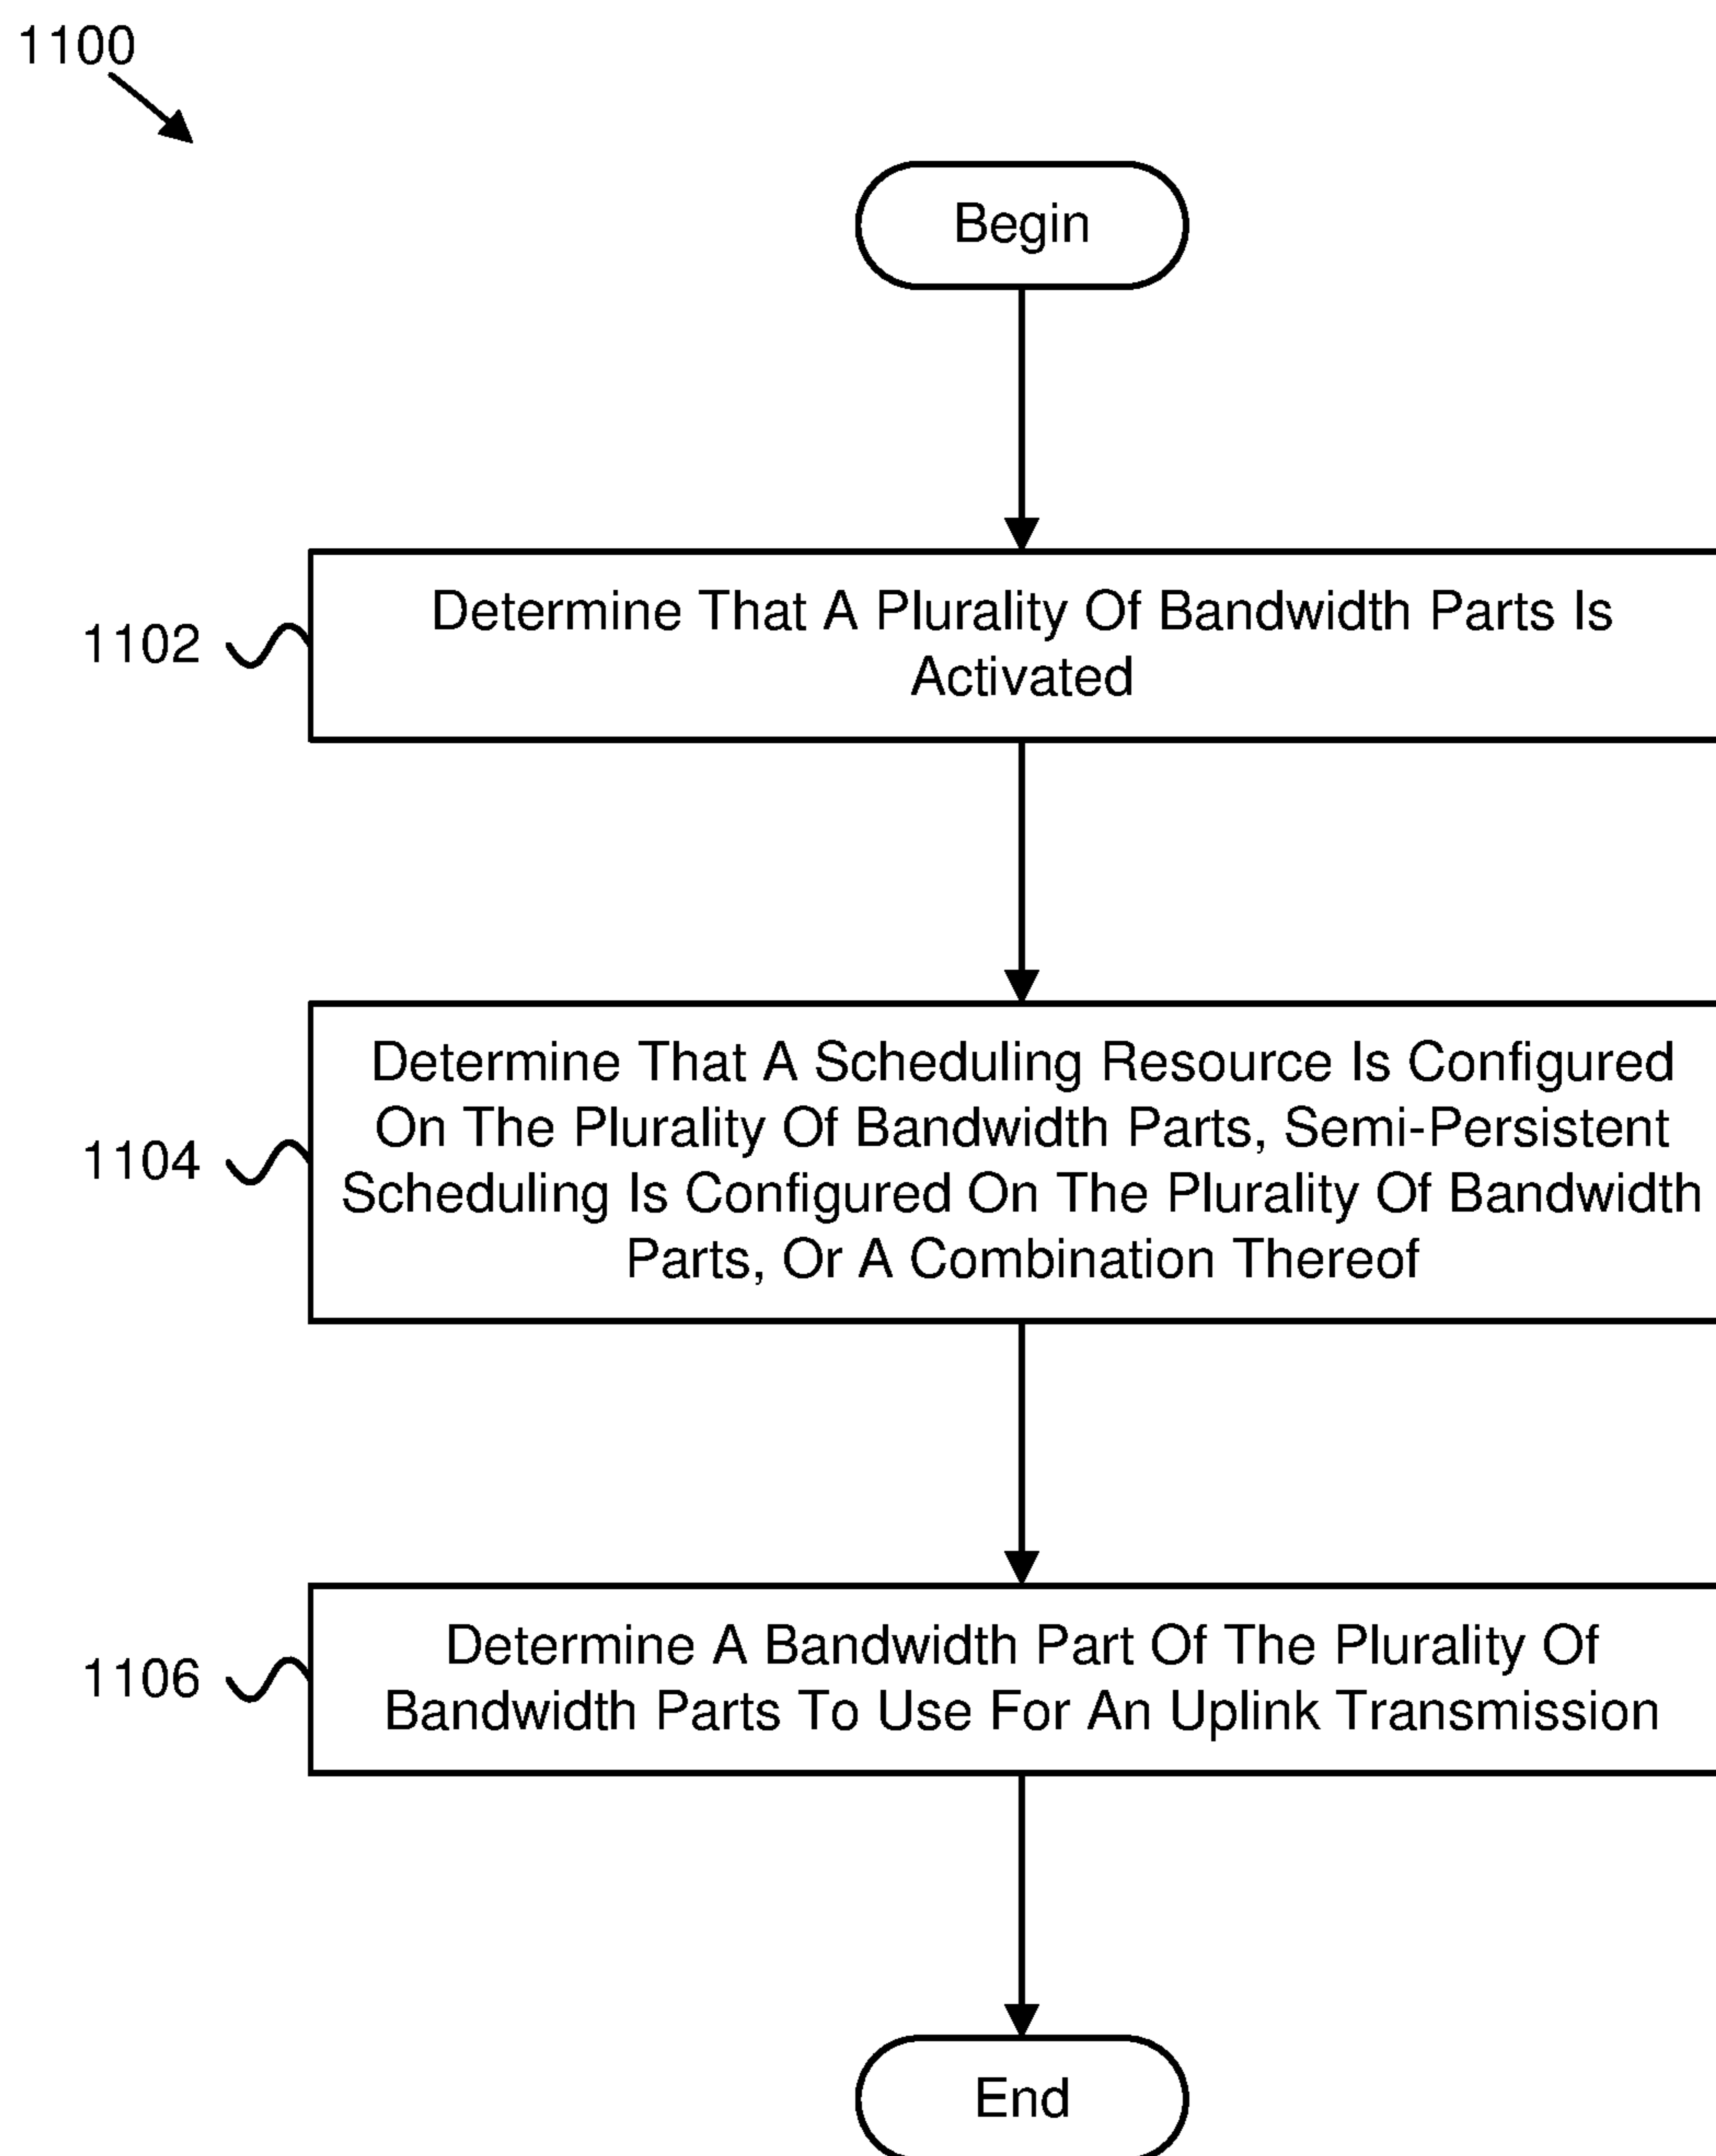 1100
Begin
1102
Determine That A Plurality Of Bandwidth Parts Is
Activated
1104
Determine That A Scheduling Resource Is Configured
On The Plurality Of Bandwidth Parts, Semi-Persistent
Scheduling Is Configured On The Plurality Of Bandwidth
Parts, Or A Combination Thereof
1106
Determine A Bandwidth Part Of The Plurality Of
Bandwidth Parts To Use For An Uplink Transmission
End